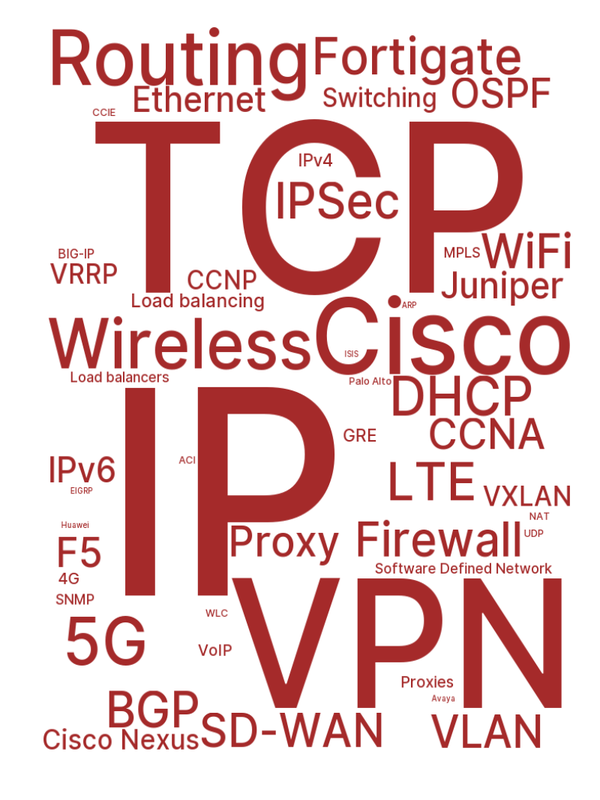 Routing
Fortigate
Ethernet
Switching
OSPF
CCIE
TCP
IPv4
IPSec
BIG-IP
MPLS
WiFi
VRRP
CCNP
Juniper
Load balancing
Cisco
ARP
Wireless
ISIS
Load balancers
Palo Alto
DHCP
IP
CCNA
GRE
ACI
IPv6
LTE
EIGRP
VXLAN
NAT
Huawei
Proxy
Firewall
UDP
F5
Software Defined Network
4G
VPN
SNMP
WLC
5G
VoIP
Proxies
Avaya
BGP
SD-WAN
VLAN
Cisco Nexus